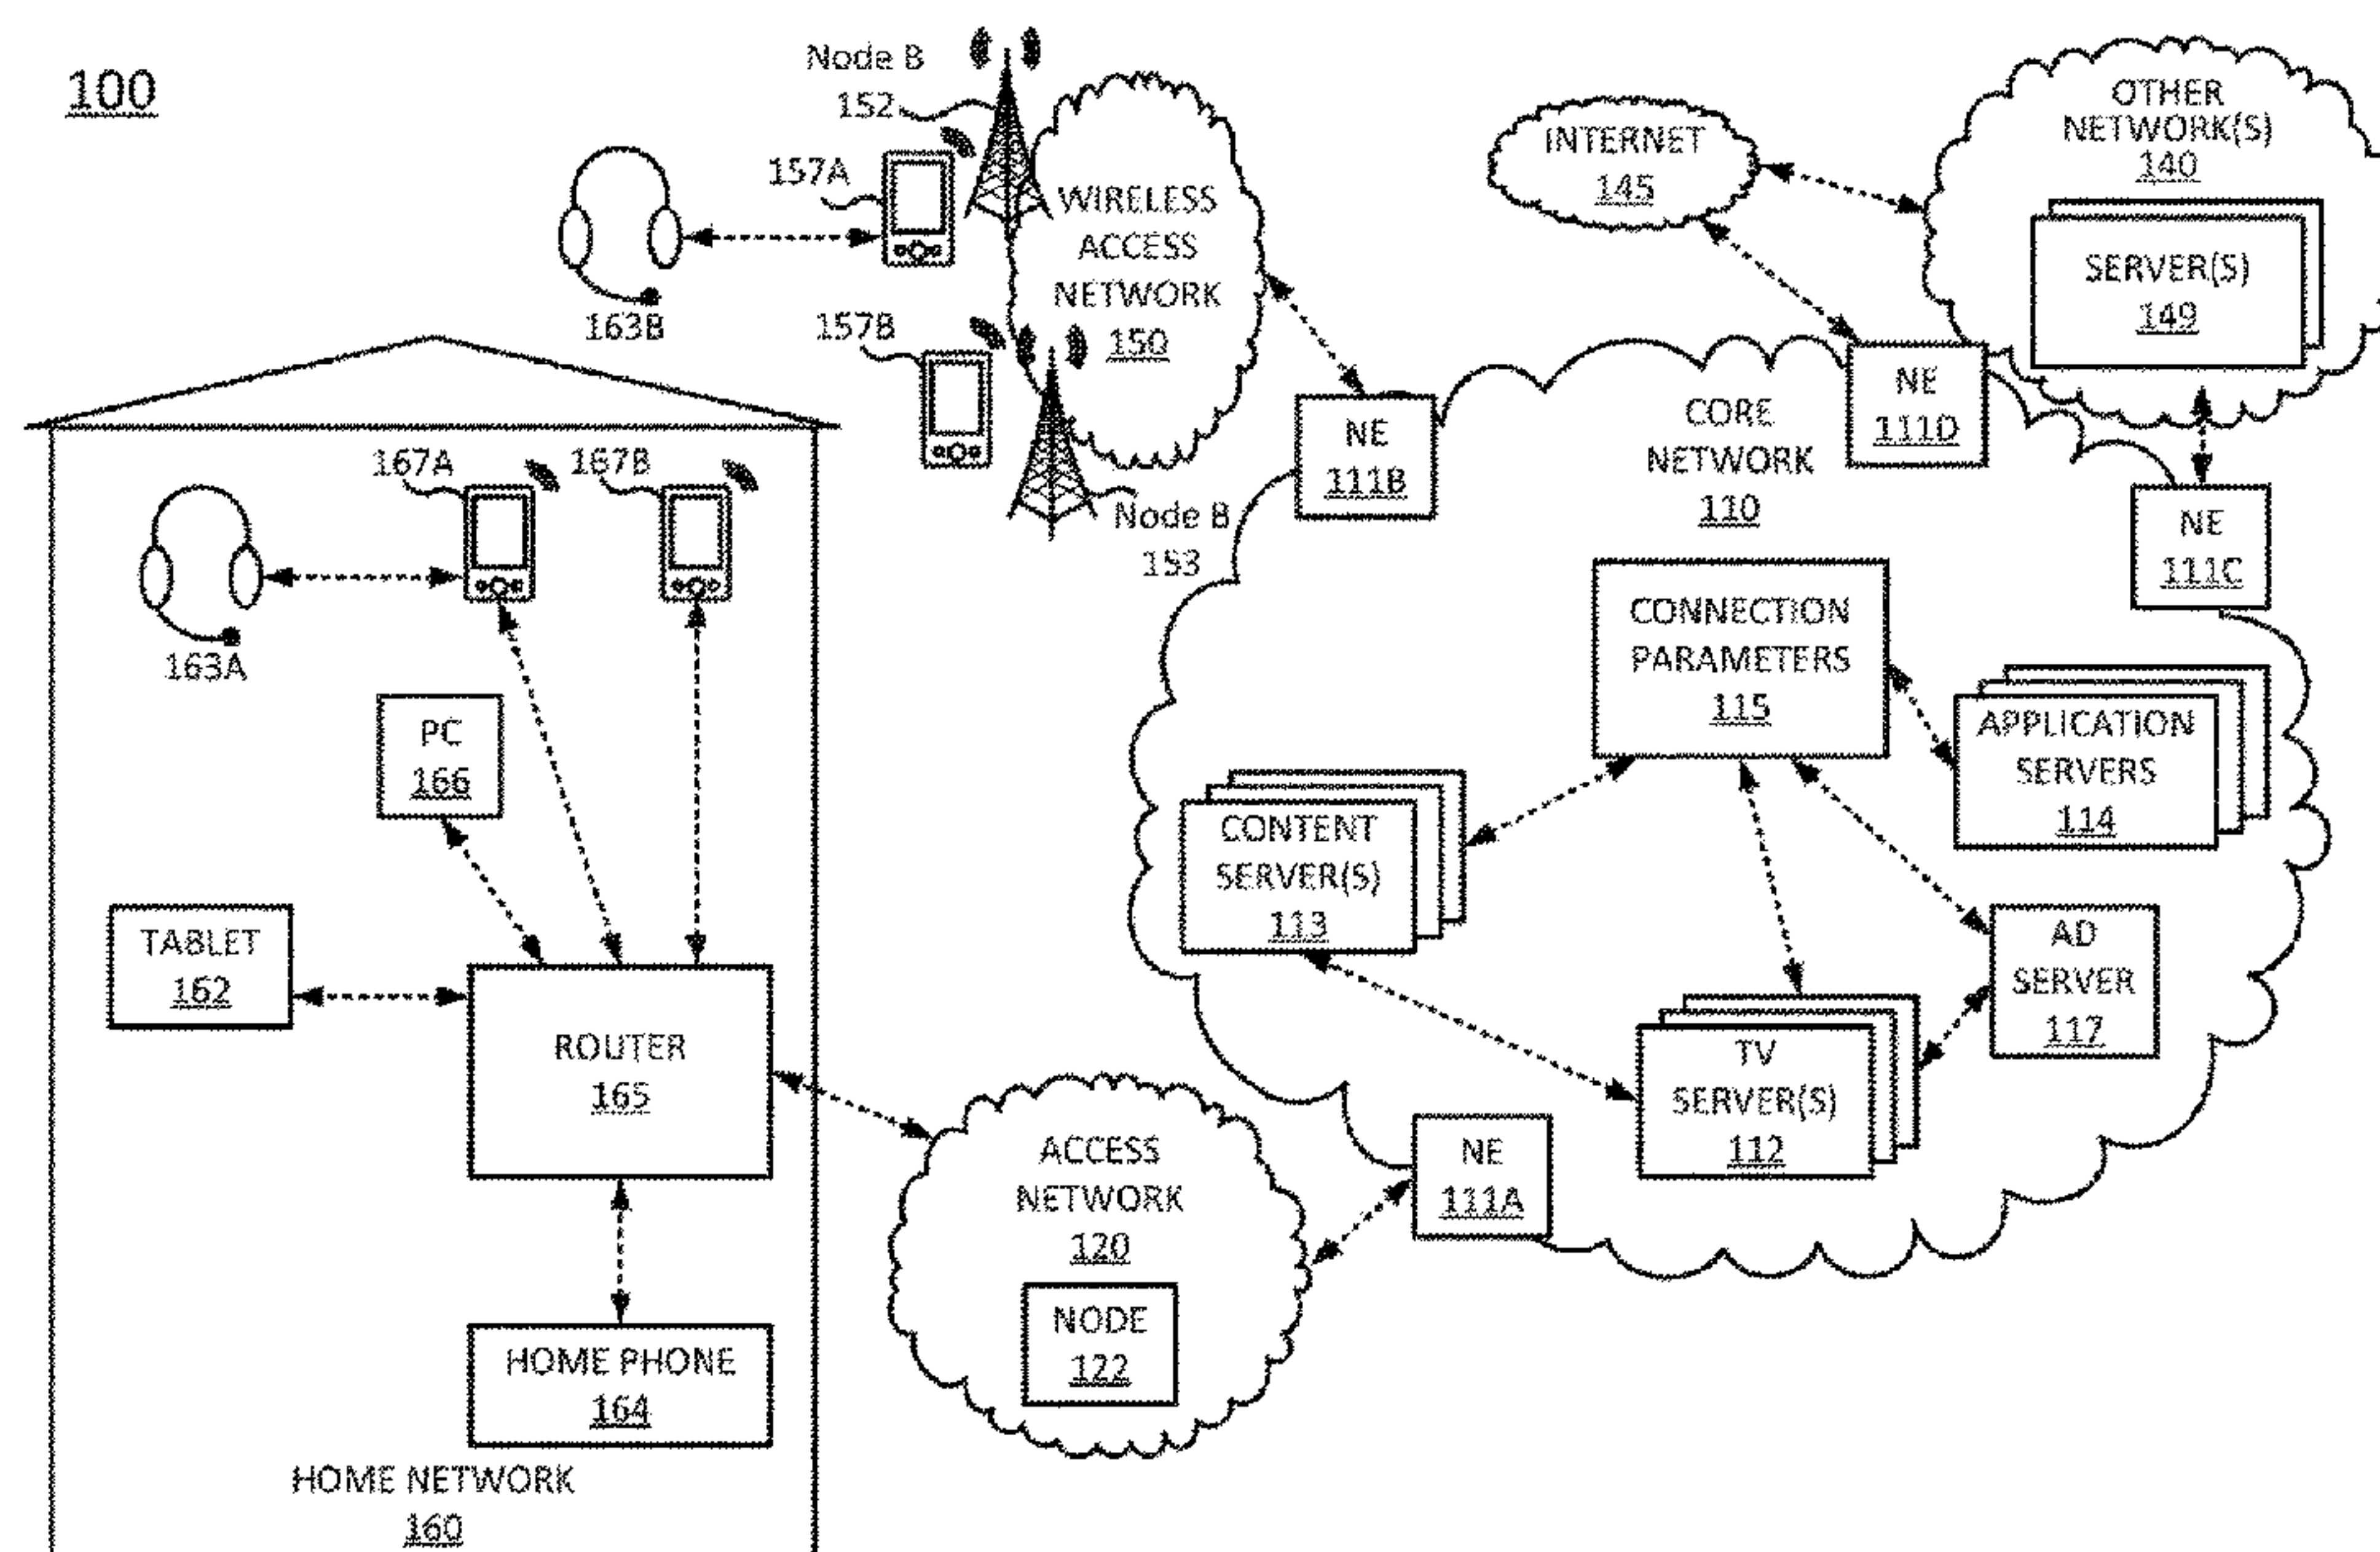 100
Node B
152
157A
163B
157B
WIRELESS
ACCESS
NETWORK
150
Node B
153
INTERNET
145
OTHER
NETWORK(S)
140
SERVER(S)
149
NE
111B
CORE
NETWORK
110
NE
111D
NE
111C
167A
167B
163A
PC
166
TABLET
162
ROUTER
165
HOME PHONE
164
HOME NETWORK
160
CONNECTION
PARAMETERS
115
APPLICATION
SERVERS
114
CONTENT
SERVER(S)
113
AD
SERVER
117
TV
SERVER(S)
112
NE
111A
ACCESS
NETWORK
120
NODE
122